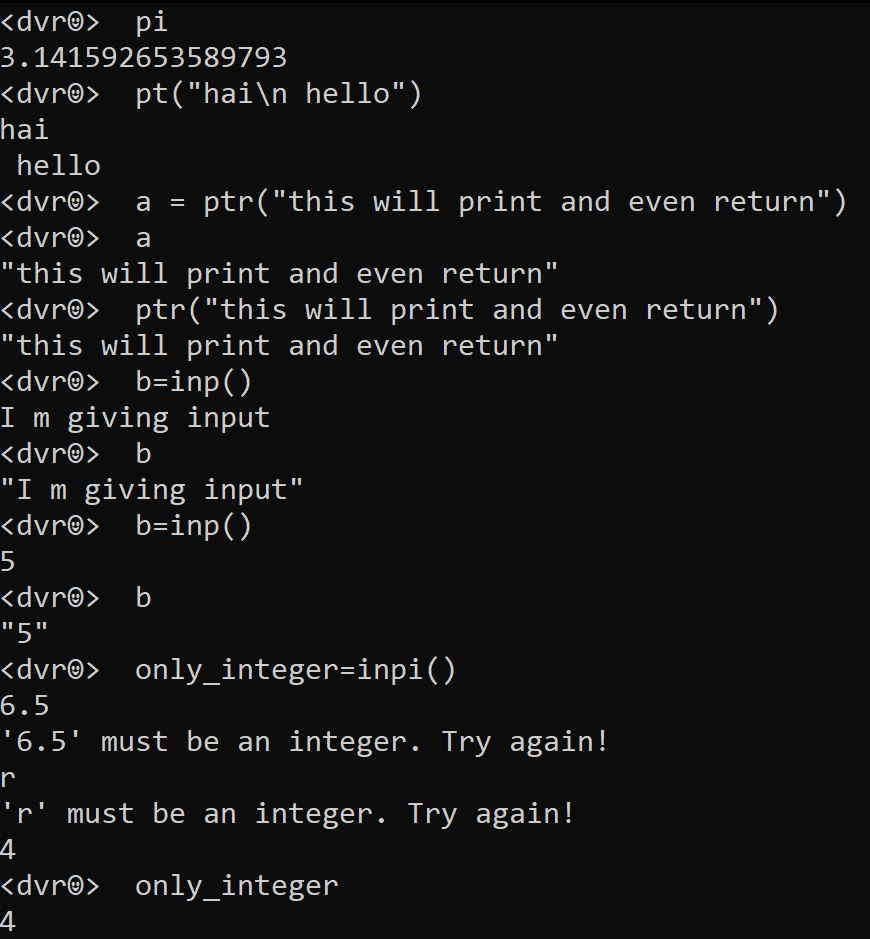 <dvr☺>  pi
3.141592653589793
<dvr☺>  pt("hai\n hello")
hai
 hello
<dvr☺>  a = ptr("this will print and even return")
<dvr☺>  a
"this will print and even return"
<dvr☺>  ptr("this will print and even return")
"this will print and even return"
<dvr☺>  b=inp()
I m giving input
<dvr☺>  b
"I m giving input"
<dvr☺>  b=inp()
5
<dvr☺>  b
"5"
<dvr☺>  only_integer=inpi()
6.5
'6.5' must be an integer. Try again!
r
'r' must be an integer. Try again!
4
<dvr☺>  only_integer
4